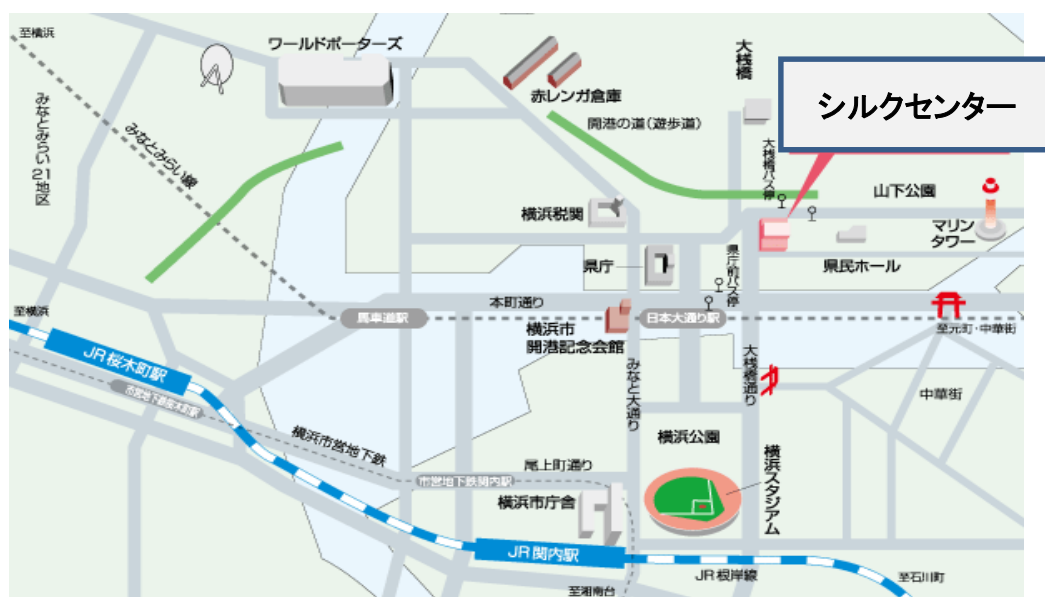 至横浜
ワールドポーターズ
大桟橋
赤レンガ倉庫
シルクセンター
開港の道(遊歩道)
みなとみらい21地区
みなとみらい線
大桟橋バス停
山下公園
横浜税関
マリン
タワー
県庁
県庁前バス停
県民ホール
至横浜
本町通り
馬車道駅
日本大通り駅
横浜市
開港記念会館
至元町・中華街
JR桜木町駅
みなと大通り
大桟橋通り
市営地下鉄桜木町駅
中華街
横浜市営地下鉄
横浜公園
尾上町通り
市営地下鉄関内駅
横浜スタジアム
横浜市庁舎
JR関内駅
JR根岸線
至石川町
至湘南台